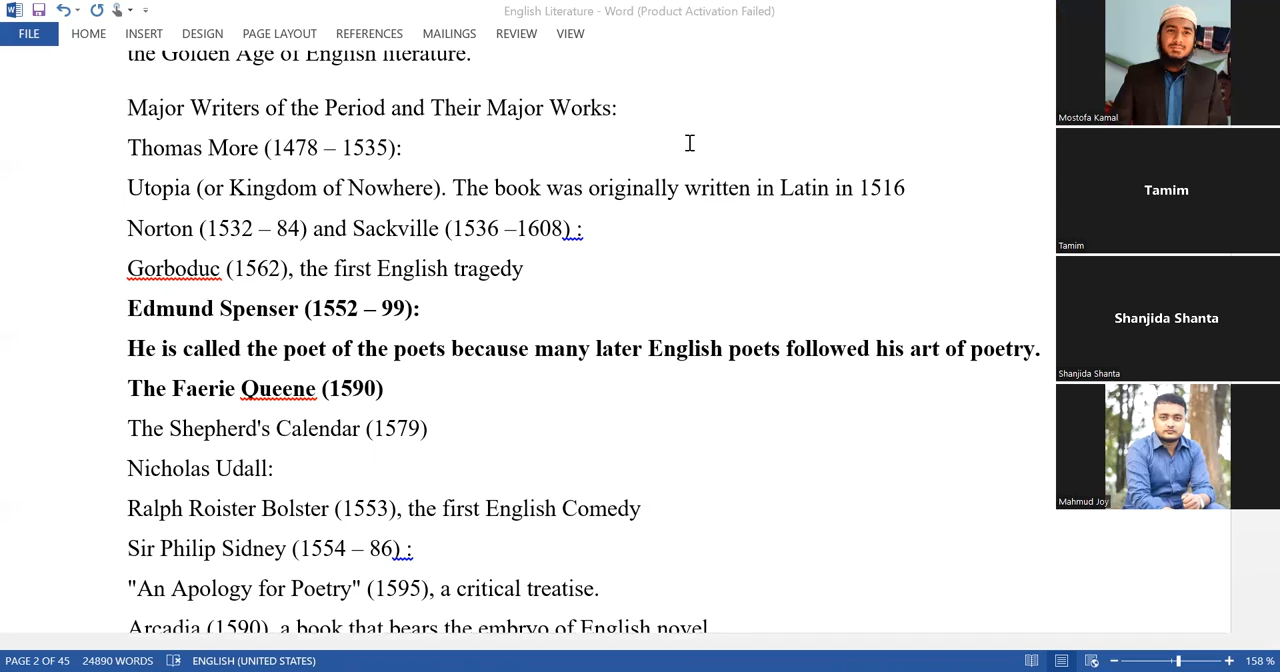 English Literature - Word (Product Activation Failed)
FILE HOME INSERT DESIGN PAGE LAYOUT REFERENCES MAILINGS REVIEW VIEW
the Golden Age of English literature.
Major Writers of the Period and Their Major Works:
Thomas More (1478 – 1535):
Utopia (or Kingdom of Nowhere). The book was originally written in Latin in 1516
Norton (1532 – 84) and Sackville (1536 –1608) :
Gorboduc (1562), the first English tragedy
Edmund Spenser (1552 – 99):
He is called the poet of the poets because many later English poets followed his art of poetry.
The Faerie Queene (1590)
The Shepherd's Calendar (1579)
Nicholas Udall:
Ralph Roister Bolster (1553), the first English Comedy
Sir Philip Sidney (1554 – 86) :
"An Apology for Poetry" (1595), a critical treatise.
Arcadia (1590), a book that bears the embryo of English novel
Mostofa Kamal
Tamim
Tamim
Shanjida Shanta
Shanjida Shanta
Mahmud Joy
PAGE 2 OF 45 24890 WORDS ENGLISH (UNITED STATES) 158 %